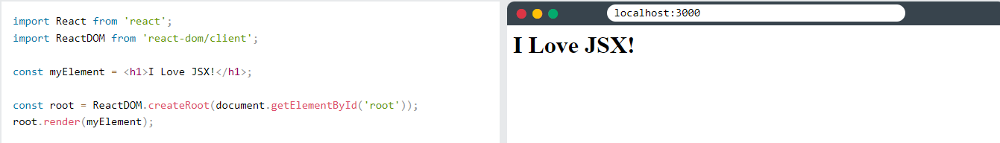 import React from 'react';
import ReactDOM from 'react-dom/client';
const myElement = <h1>I Love JSX!</h1>;
const root = ReactDOM.createRoot(document.getElementById('root'));
root.render(myElement);
localhost:3000
I Love JSX!